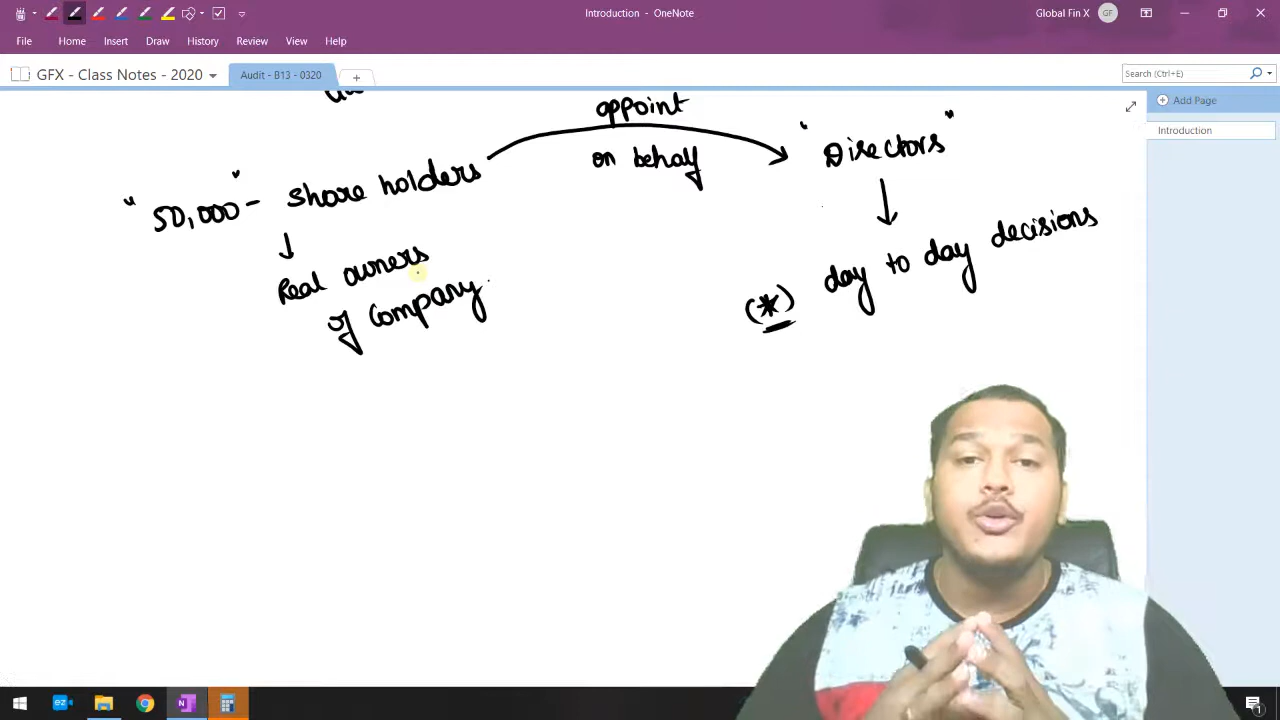 Introduction - OneNote
Global Fin X
GF
File Home Insert Draw History Review View Help
GFX - Class Notes - 2020
Audit - B13 - 0320
Search (Ctrl+E)
Add Page
Introduction
appoint
on behalf
"Directors"
"50,000" - Share holders
day to day decisions
(*)
Real owners
of company